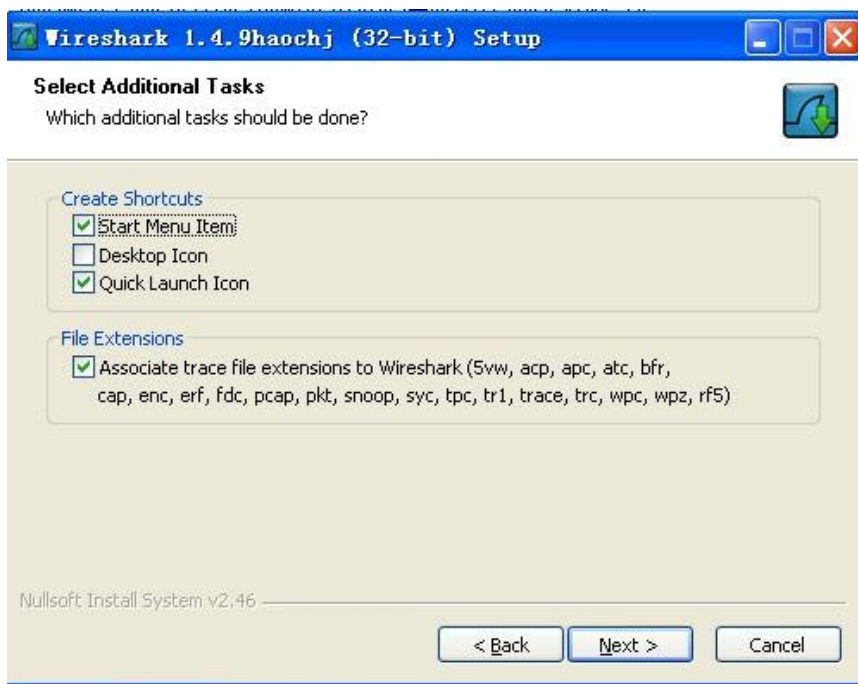 Wireshark 1.4.9haochj (32-bit) Setup
Select Additional Tasks
Which additional tasks should be done?
Create Shortcuts
Start Menu Item
Desktop Icon
Quick Launch Icon
File Extensions
Associate trace file extensions to Wireshark (5vw, acp, apc, atc, bfr,
cap, enc, erf, fdc, pcap, pkt, snoop, syc, tpc, tr1, trace, trc, wpc, wpz, rf5)
Nullsoft Install System v2.46
< Back
Next >
Cancel